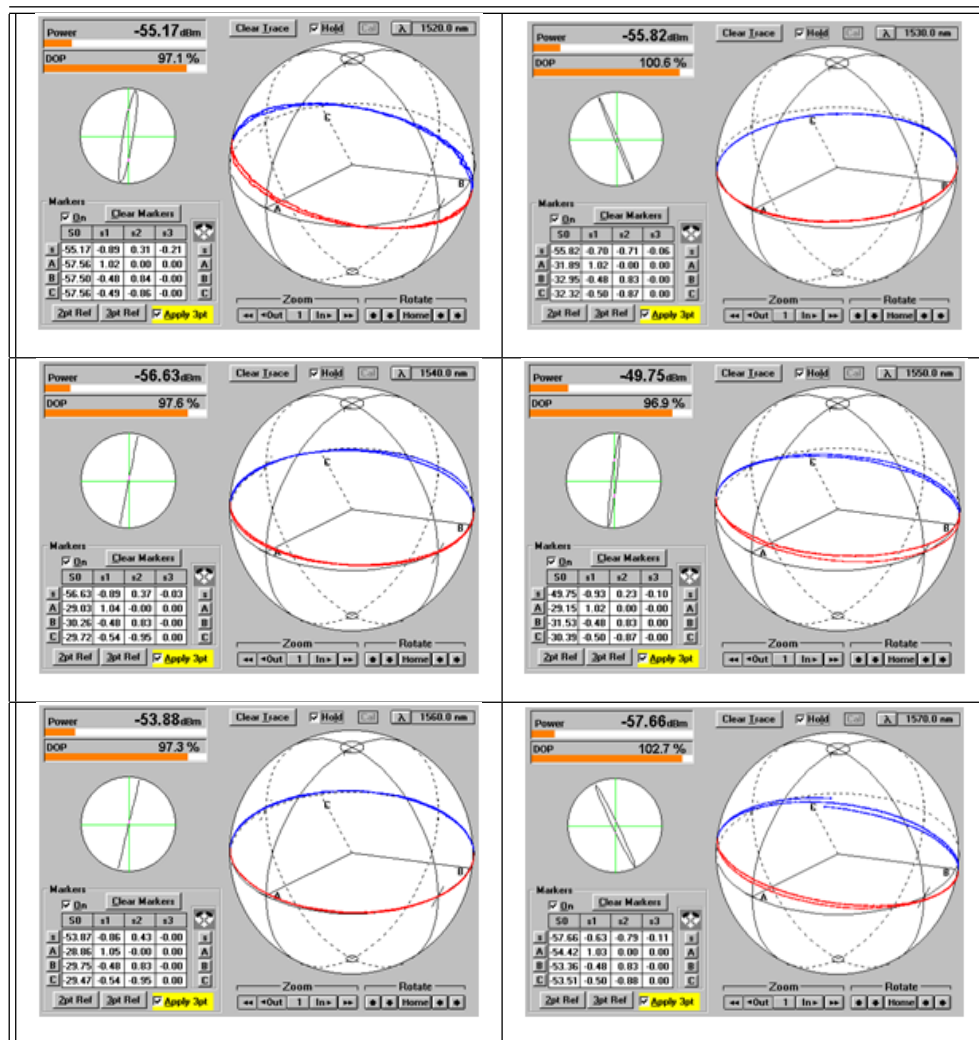 Power -55.17dBm Clear Trace Hold Cal λ 1520.0 nm
DOP 97.1 %
C
B
A
Markers
On Clear Markers
S0 s1 s2 s3
s -55.17 -0.89 0.31 -0.21 s
A -57.56 1.02 0.00 0.00 A
B -57.50 -0.48 0.84 -0.00 B
C -57.56 -0.49 -0.86 -0.00 C
Zoom Rotate
2pt Ref 3pt Ref Apply 3pt Out 1 In Home
Power -55.82dBm Clear Trace Hold Cal λ 1530.0 nm
DOP 100.6 %
C
B
A
Markers
On Clear Markers
S0 s1 s2 s3
s -55.82 -0.70 -0.71 -0.06 s
A -31.89 1.02 -0.00 0.00 A
B -32.95 -0.48 0.83 -0.00 B
C -32.32 -0.50 -0.87 0.00 C
Zoom Rotate
2pt Ref 3pt Ref Apply 3pt Out 1 In Home
Power -56.63dBm Clear Trace Hold Cal λ 1540.0 nm
DOP 97.6 %
C
B
A
Markers
On Clear Markers
S0 s1 s2 s3
s -56.63 -0.89 0.37 -0.03 s
A -29.03 1.04 -0.00 0.00 A
B -30.26 -0.48 0.83 0.00 B
C -29.72 -0.54 -0.95 0.00 C
Zoom Rotate
2pt Ref 3pt Ref Apply 3pt Out 1 In Home
Power -49.75dBm Clear Trace Hold Cal λ 1550.0 nm
DOP 96.9 %
C
B
A
Markers
On Clear Markers
S0 s1 s2 s3
s -49.75 -0.93 0.23 -0.10 s
A -29.15 1.02 0.00 -0.00 A
B -31.53 -0.48 0.83 0.00 B
C -30.39 -0.50 -0.87 -0.00 C
Zoom Rotate
2pt Ref 3pt Ref Apply 3pt Out 1 In Home
Power -53.88dBm Clear Trace Hold Cal λ 1560.0 nm
DOP 97.3 %
C
B
A
Markers
On Clear Markers
S0 s1 s2 s3
s -53.87 -0.86 0.43 -0.00 s
A -28.86 1.05 -0.00 0.00 A
B -29.75 -0.48 0.83 -0.00 B
C -29.47 -0.54 -0.95 0.00 C
Zoom Rotate
2pt Ref 3pt Ref Apply 3pt Out 1 In Home
Power -57.66dBm Clear Trace Hold Cal λ 1570.0 nm
DOP 102.7 %
C
B
A
Markers
On Clear Markers
S0 s1 s2 s3
s -57.66 -0.63 -0.79 -0.11 s
A -54.42 1.03 0.00 0.00 A
B -53.36 -0.48 0.83 -0.00 B
C -53.51 -0.50 -0.88 0.00 C
Zoom Rotate
2pt Ref 3pt Ref Apply 3pt Out 1 In Home